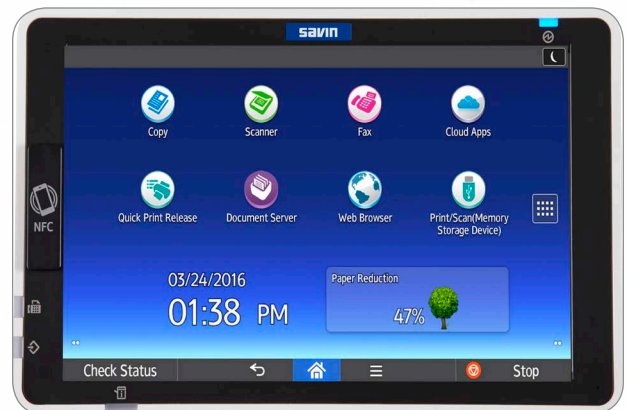 savin
Copy
Scanner
Fax
Cloud Apps
Quick Print Release
Document Server
Web Browser
Print/Scan(Memory
Storage Device)
NFC
03/24/2016
01:38 PM
Paper Reduction
47%
Check Status
Stop